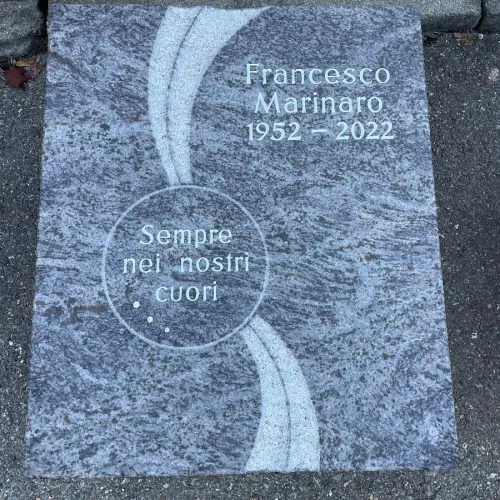 Francesco
Marinaro
1952 – 2022
Sempre
nei nostri
cuori